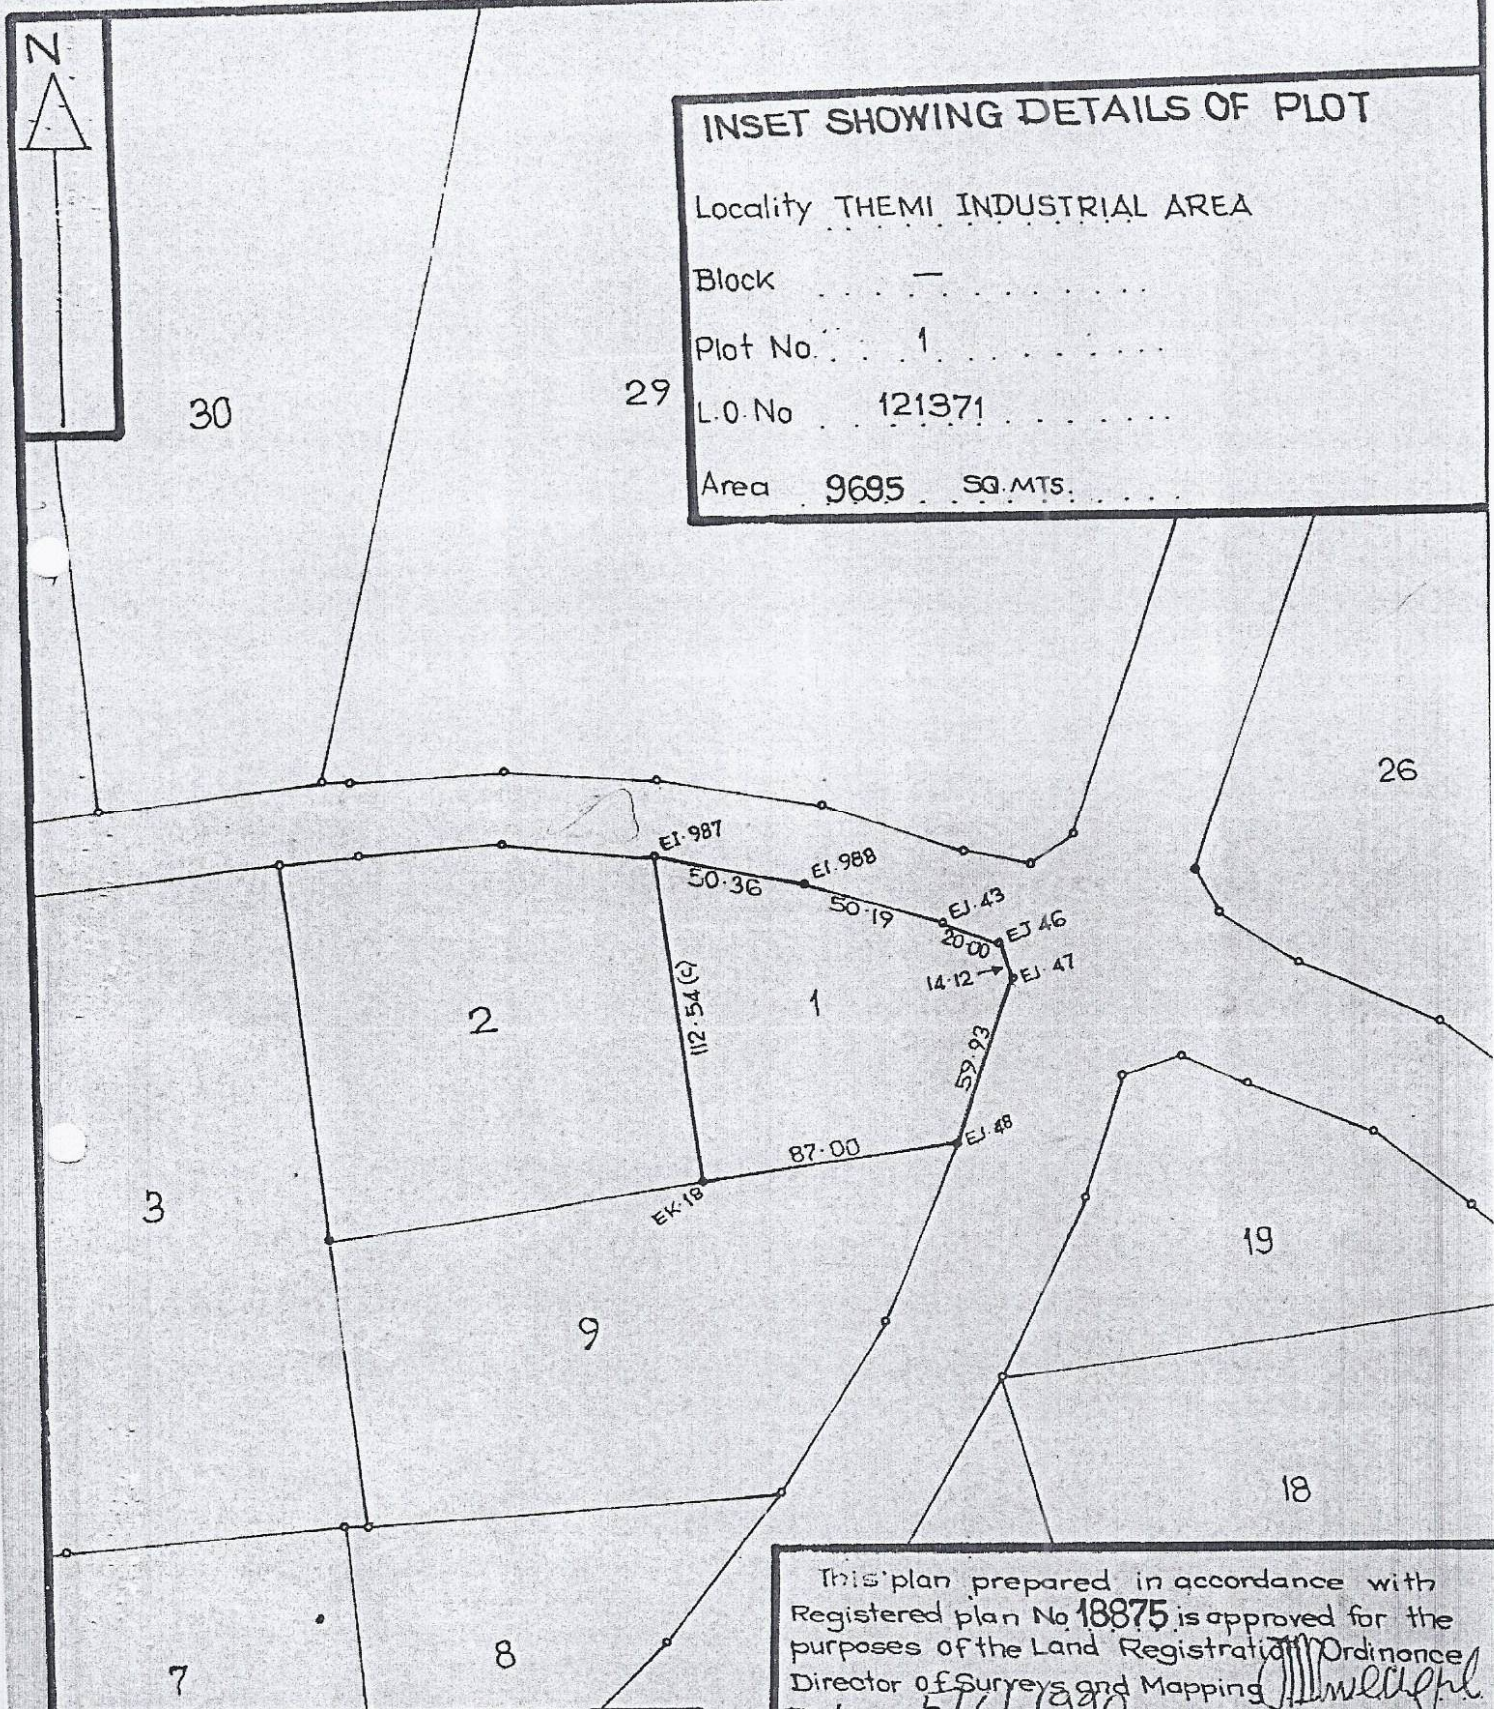 N
INSET SHOWING DETAILS OF PLOT
Locality THEMI INDUSTRIAL AREA
Block —
Plot No. 1
L.O. No 121371
Area 9695 SQ. MTS.
30
29
26
EI·987
50·36
EI.988
50·19
EJ·43
20·00
EJ 46
14·12
EJ·47
112·54(c)
2
1
59·93
EJ·48
87·00
EK·18
3
19
9
18
8
7
This plan prepared in accordance with
Registered plan No 18875 is approved for the
purposes of the Land Registration Ordinance
Director of Surveys and Mapping